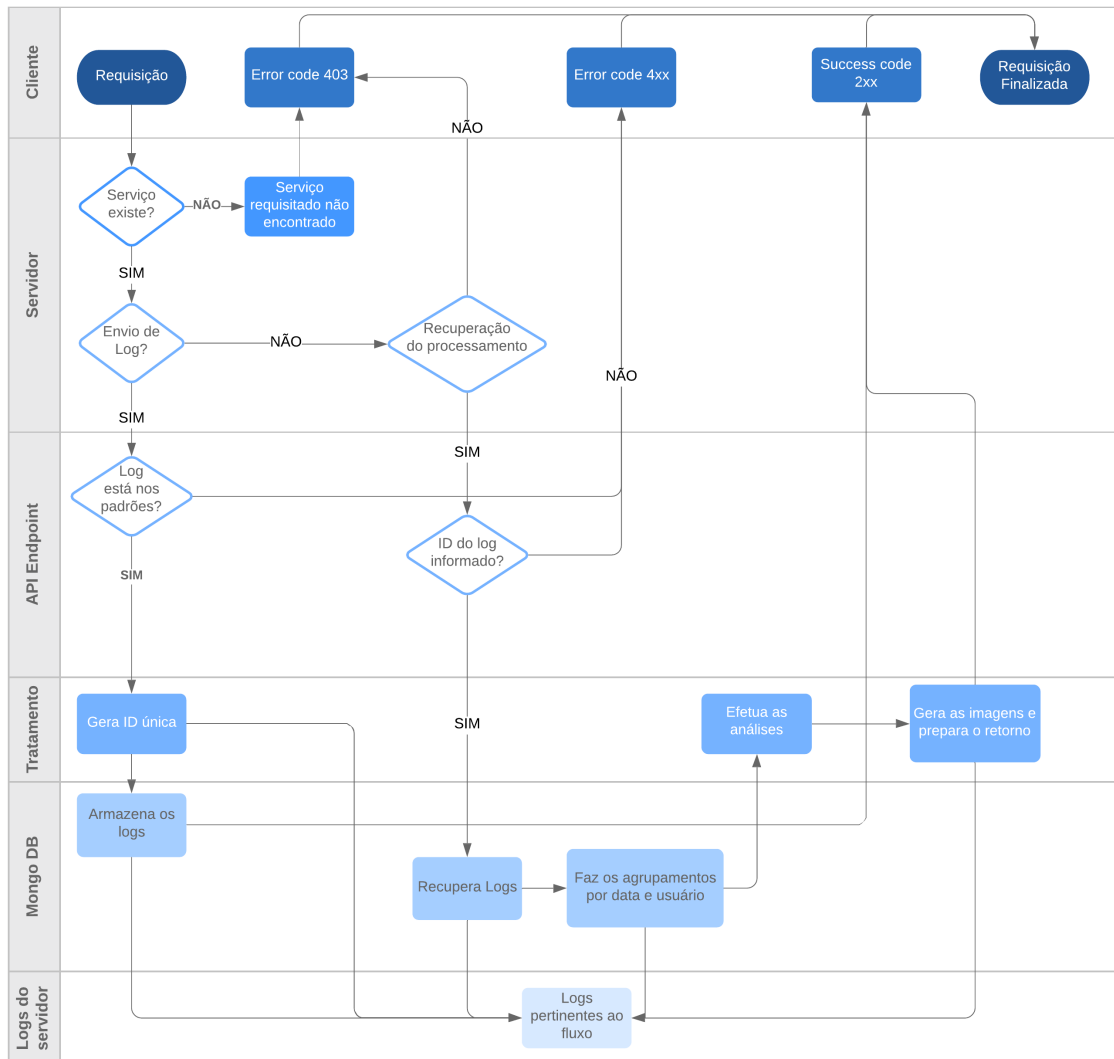 Cliente
Requisição
Error code 403
Error code 4xx
Success code
2xx
Requisição
Finalizada
NÃO
Servidor
Serviço
existe?
NÃO
Serviço
requisitado não
encontrado
SIM
Envio de
Log?
NÃO
Recuperação
do processamento
NÃO
SIM
SIM
API Endpoint
Log
está nos
padrões?
ID do log
informado?
SIM
Tratamento
Gera ID única
SIM
Efetua as
análises
Gera as imagens e
prepara o retorno
Mongo DB
Armazena os
logs
Recupera Logs
Faz os agrupamentos
por data e usuário
Logs do
servidor
Logs
pertinentes ao
fluxo